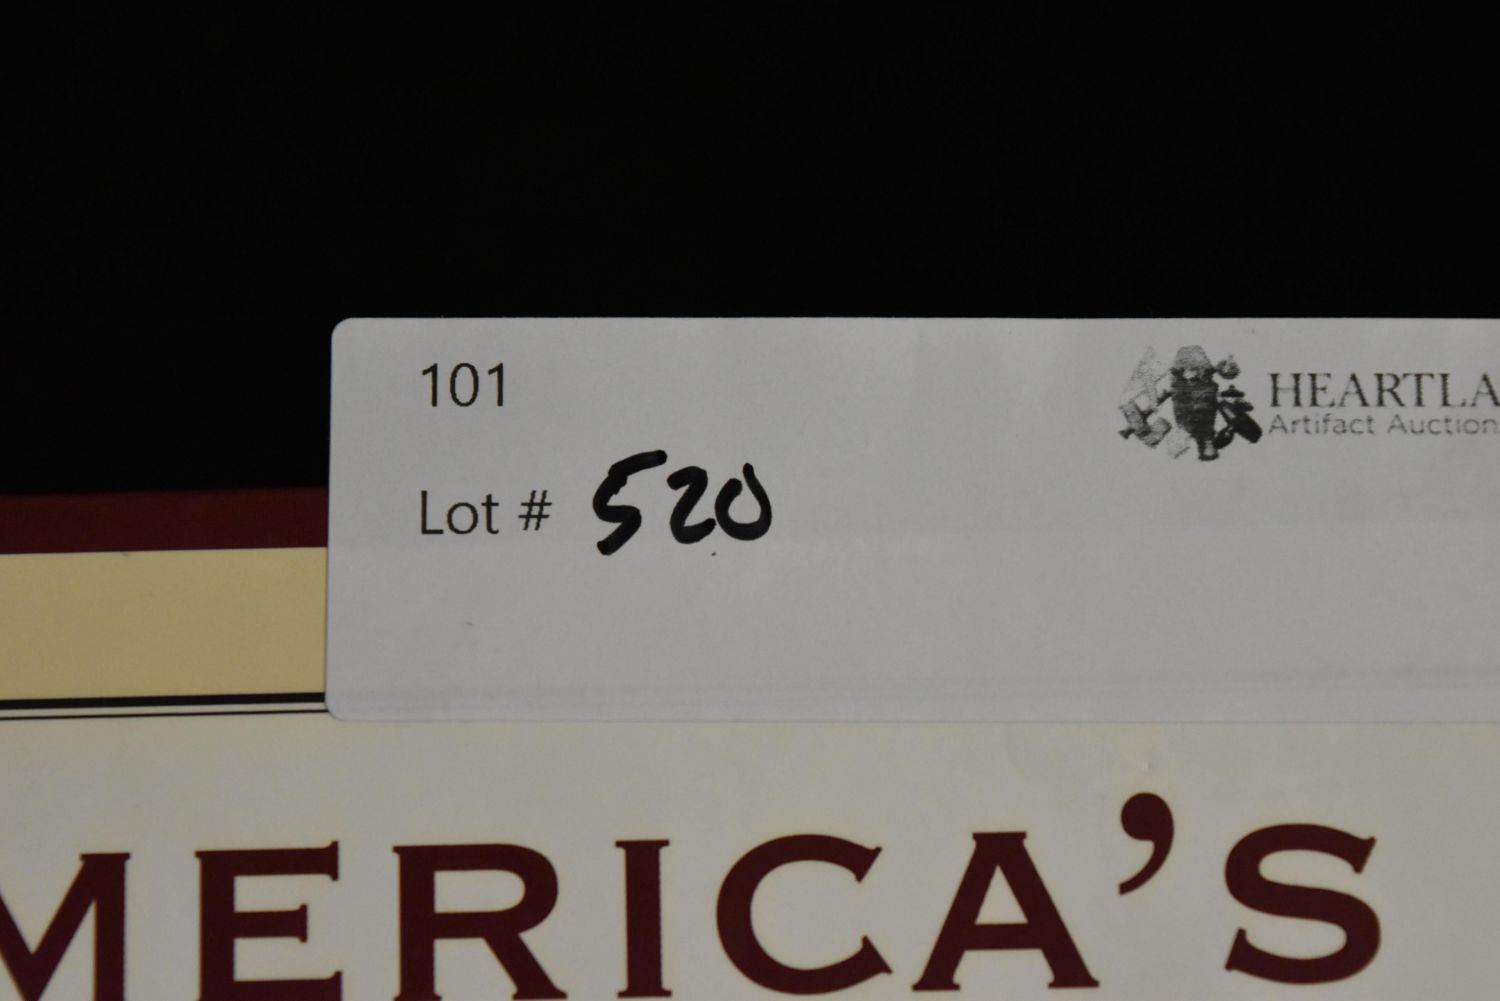 101
HEARTLA
Artifact Auction
Lot # 520
MERICA'S